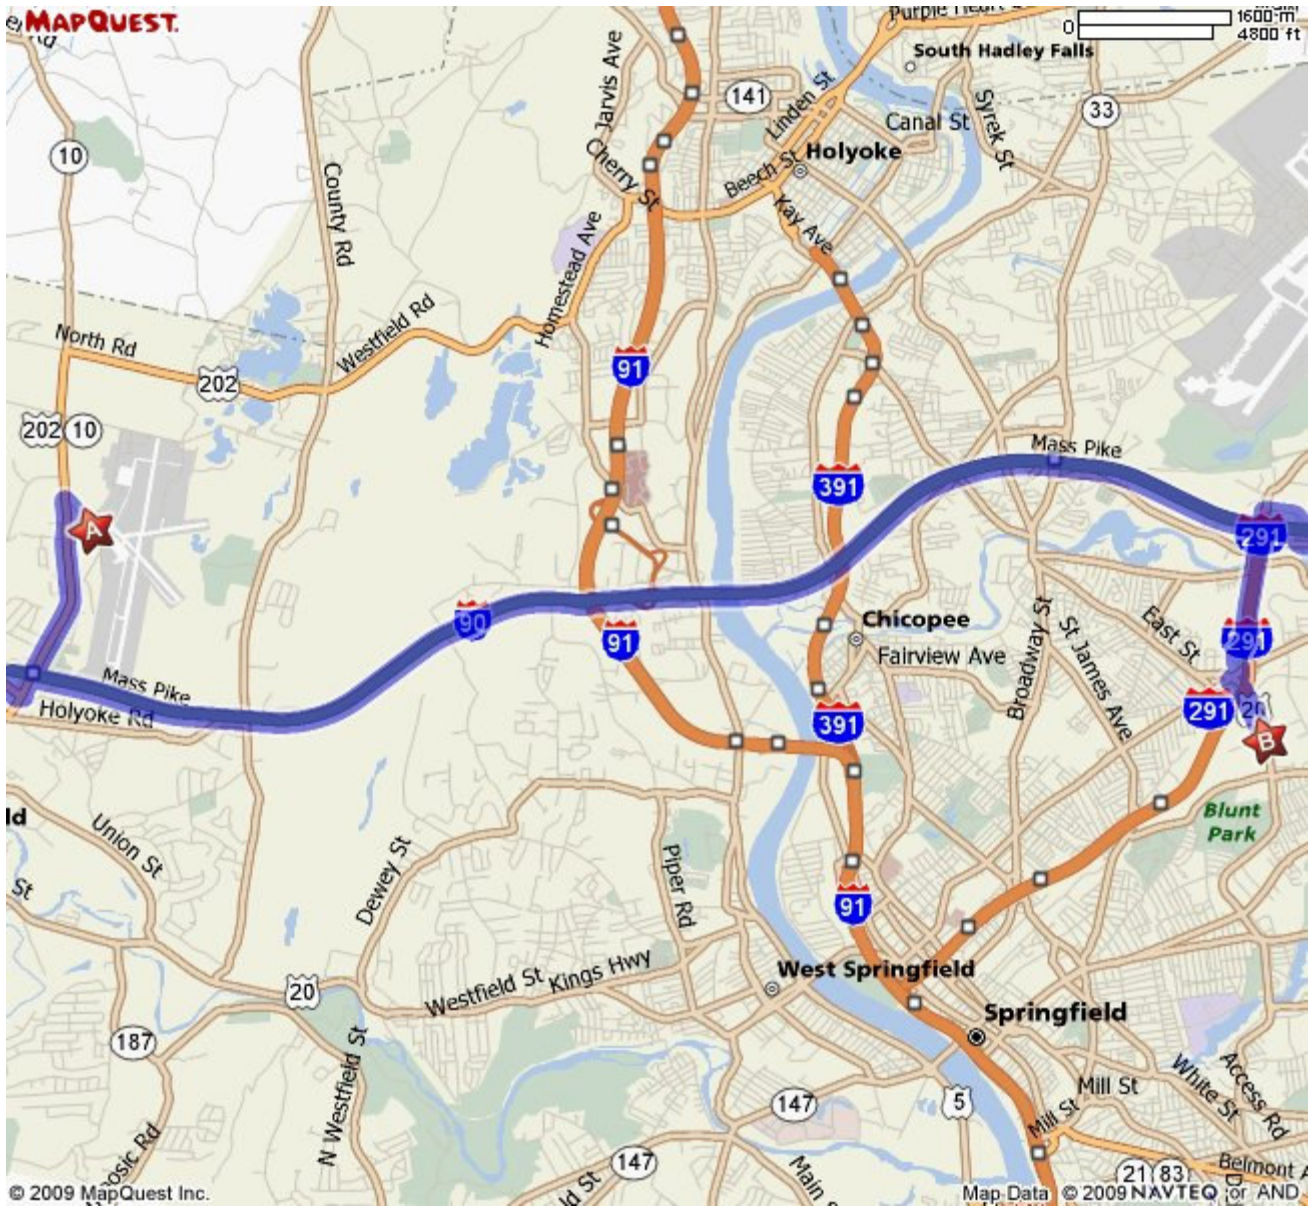 MAPQUEST.
Purple Heart
0
1600 m
4800 ft
South Hadley Falls
Jarvis Ave
141
Linden St
33
Syrek St
Canal St
10
Holyoke
Cherry St
Beech St
County Rd
Kay Ave
Homestead Ave
North Rd
Westfield Rd
202
91
202
10
Mass Pike
391
A
291
90
91
Chicopee
Fairview Ave
Broadway St
St James Ave
East St
291
Mass Pike
Holyoke Rd
391
291
20
B
ld
Union St
St
Dewey St
Piper Rd
Blunt
Park
91
West Springfield
20
Westfield St
Kings Hwy
Springfield
187
N Westfield St
Access Rd
White St
Mill St
Mill St
147
5
147
Main
21
83
Belmont A
© 2009 MapQuest Inc.
Map Data © 2009 NAVTEQ or AND